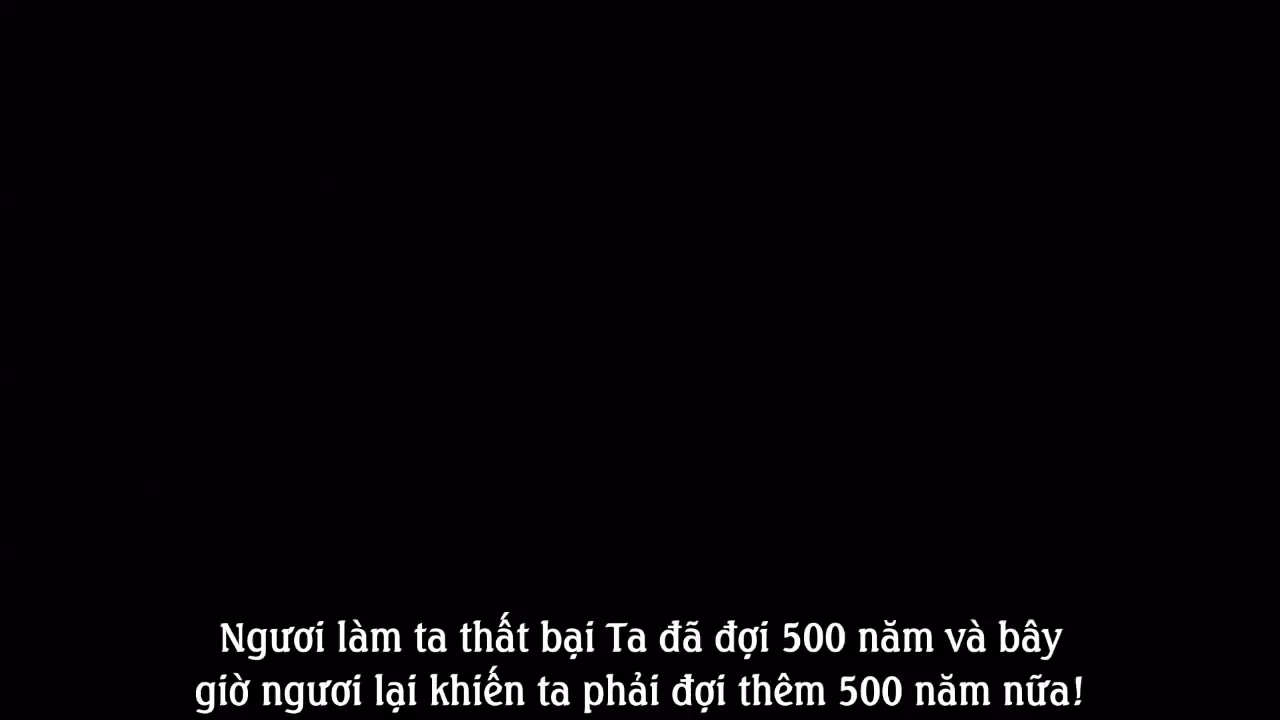 Ngươi làm ta thất bại Ta đã đợi 500 năm và bây
giờ ngươi lại khiến ta phải đợi thêm 500 năm nữa!